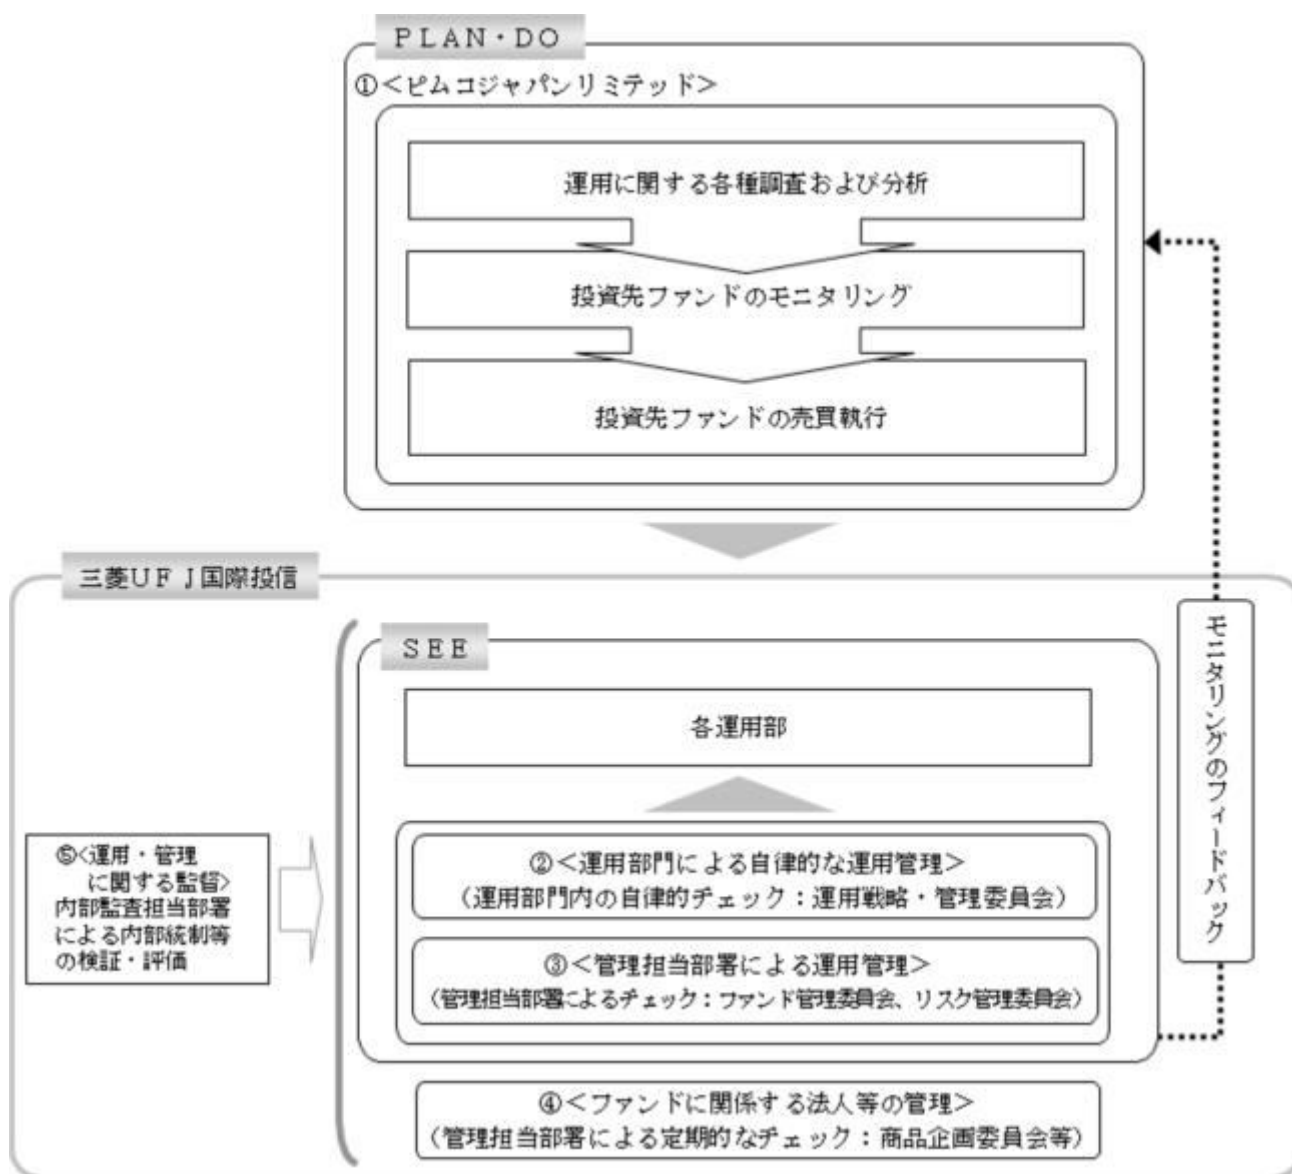 ＰＬＡＮ・ＤＯ
①＜ピムコジャパンリミテッド＞
運用に関する各種調査および分析
投資先ファンドのモニタリング
投資先ファンドの売買執行
三菱ＵＦＪ国際投信
ＳＥＥ
各運用部
モニタリングのフィードバック
⑤<運用・管理
に関する監督>
内部監査担当部署
による内部統制等
の検証・評価
②＜運用部門による自律的な運用管理＞
（運用部門内の自律的チェック：運用戦略・管理委員会）
③＜管理担当部署による運用管理＞
（管理担当部署によるチェック：ファンド管理委員会、リスク管理委員会）
④＜ファンドに関係する法人等の管理＞
（管理担当部署による定期的なチェック：商品企画委員会等）